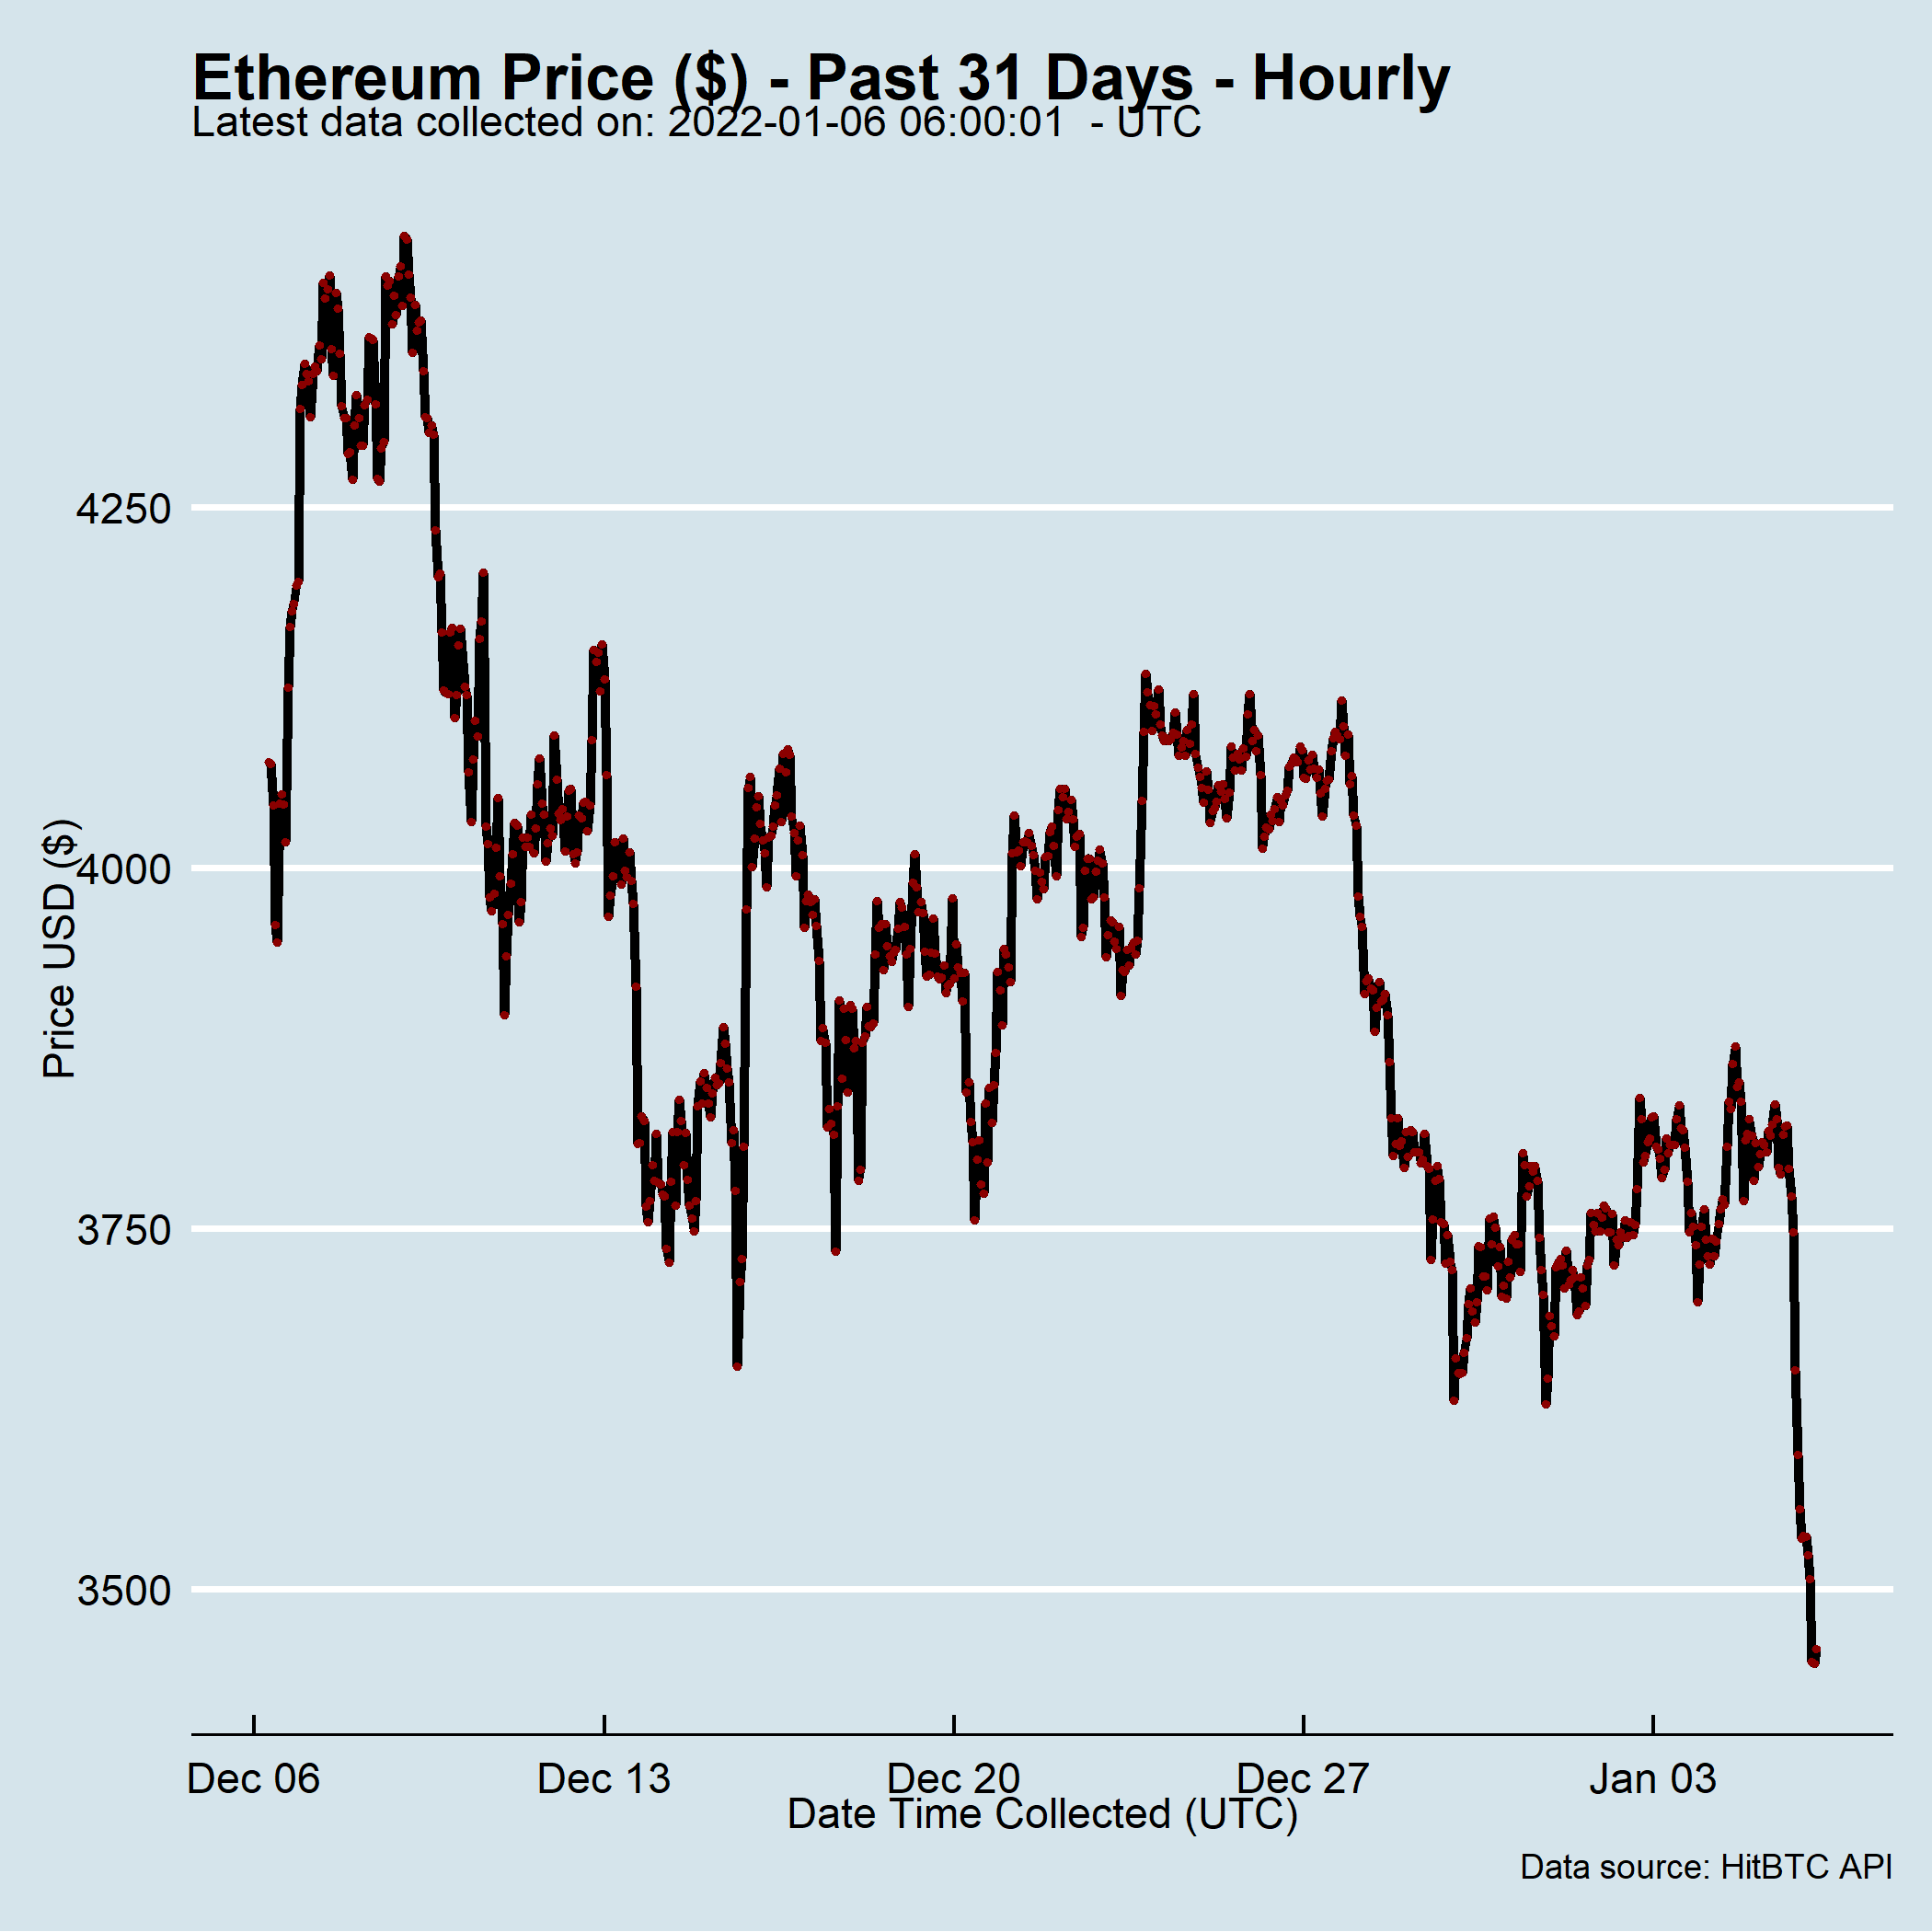 Ethereum Price ($) - Past 31 Days - Hourly
Latest data collected on: 2022-01-06 06:00:01  - UTC
Price USD ($)
4250
4000
3750
3500
Dec 06
Dec 13
Dec 20
Dec 27
Jan 03
Date Time Collected (UTC)
Data source: HitBTC API